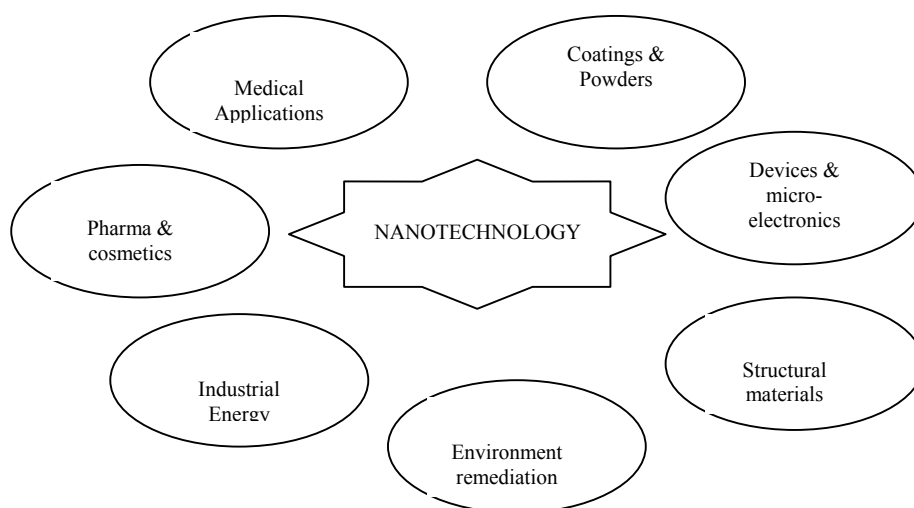 Medical
Applications
Coatings &
Powders
Devices &
micro-
electronics
Pharma &
cosmetics
NANOTECHNOLOGY
Structural
materials
Industrial
Energy
Environment
remediation